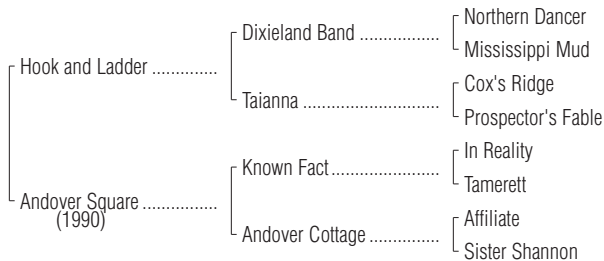 Northern Dancer
Dixieland Band ..................
Mississippi Mud
Hook and Ladder ..............
Cox's Ridge
Taianna ..............................
Prospector's Fable
In Reality
Known Fact........................
Tamerett
Andover Square ................
(1990)
Affiliate
Andover Cottage ...............
Sister Shannon